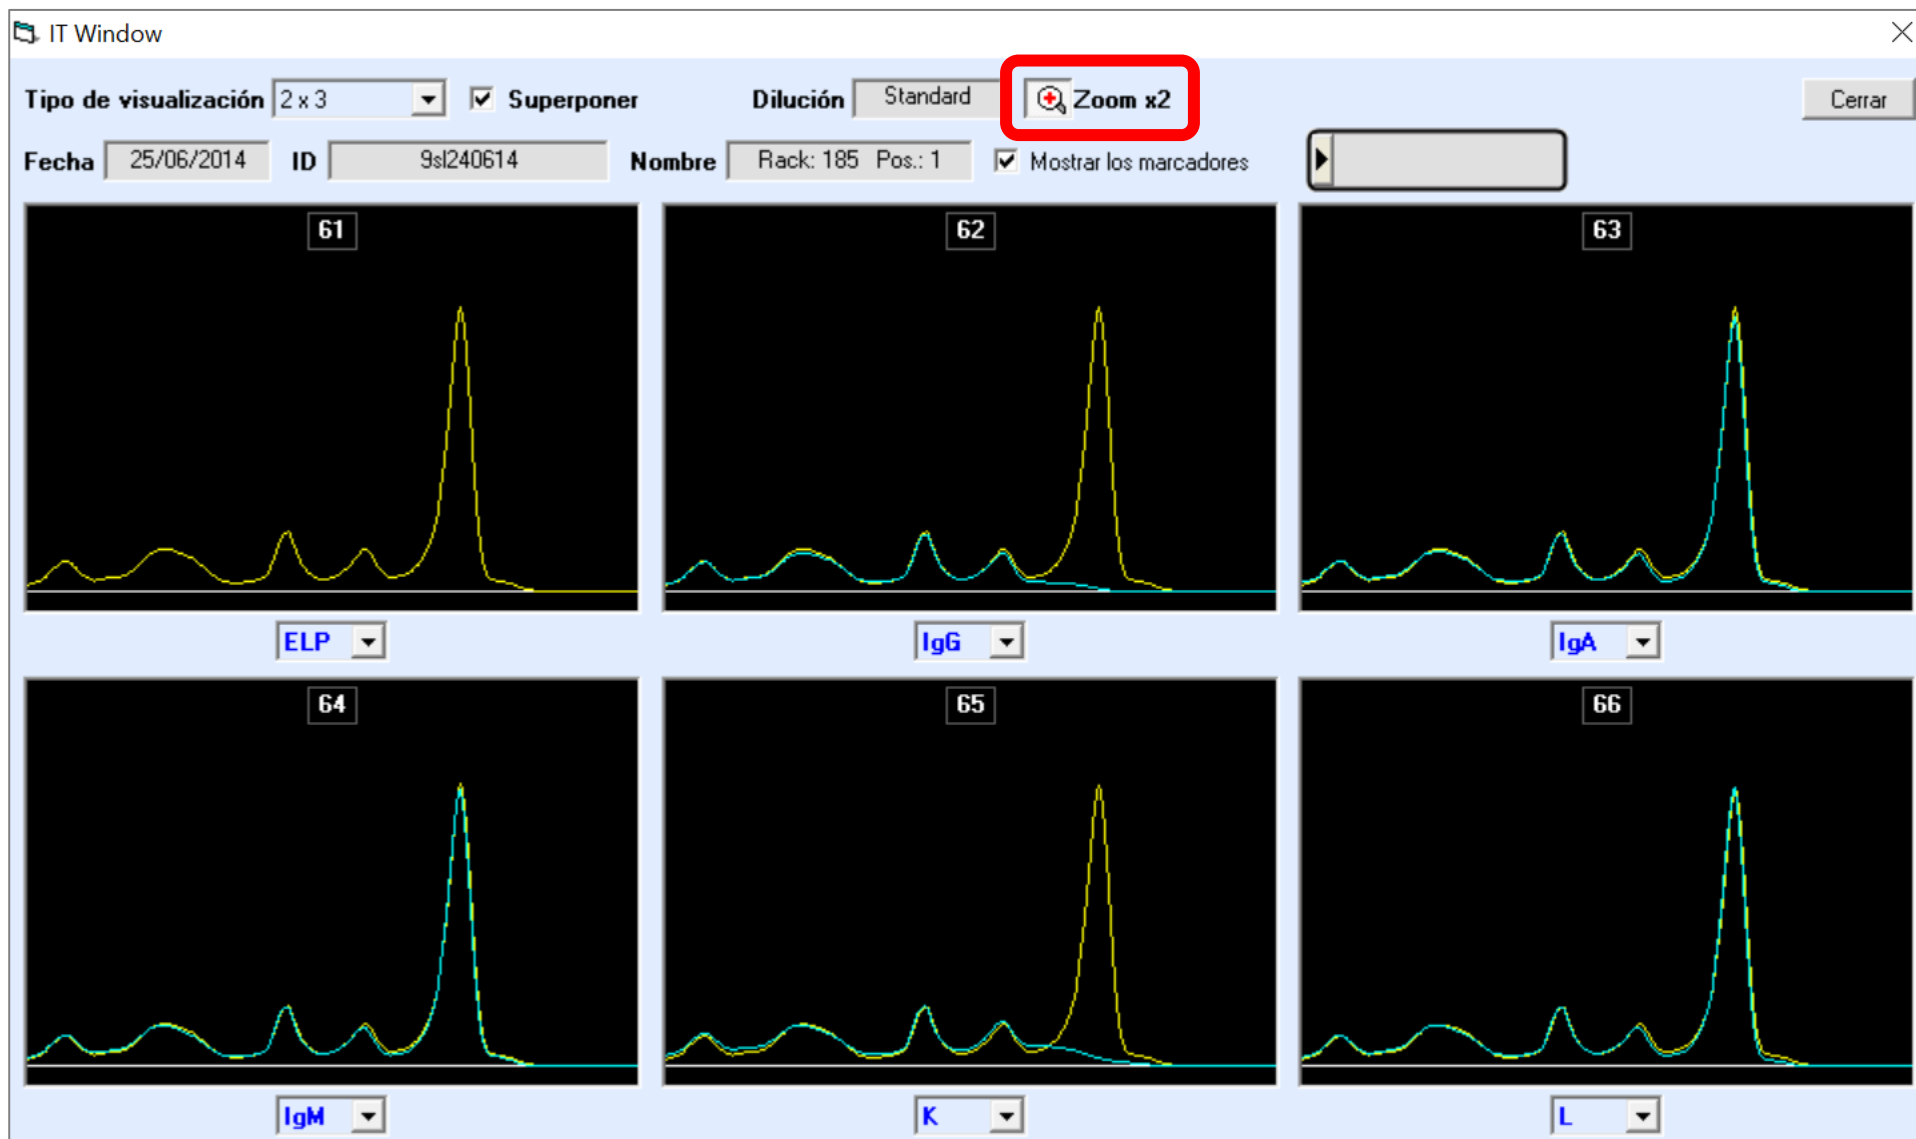 IT Window
Tipo de visualización 2 x 3 Superponer Dilución Standard Zoom x2 Cerrar
Fecha 25/06/2014 ID 9sl240614 Nombre Rack: 185 Pos.: 1 Mostrar los marcadores
61 62 63
ELP IgG IgA
64 65 66
IgM K L